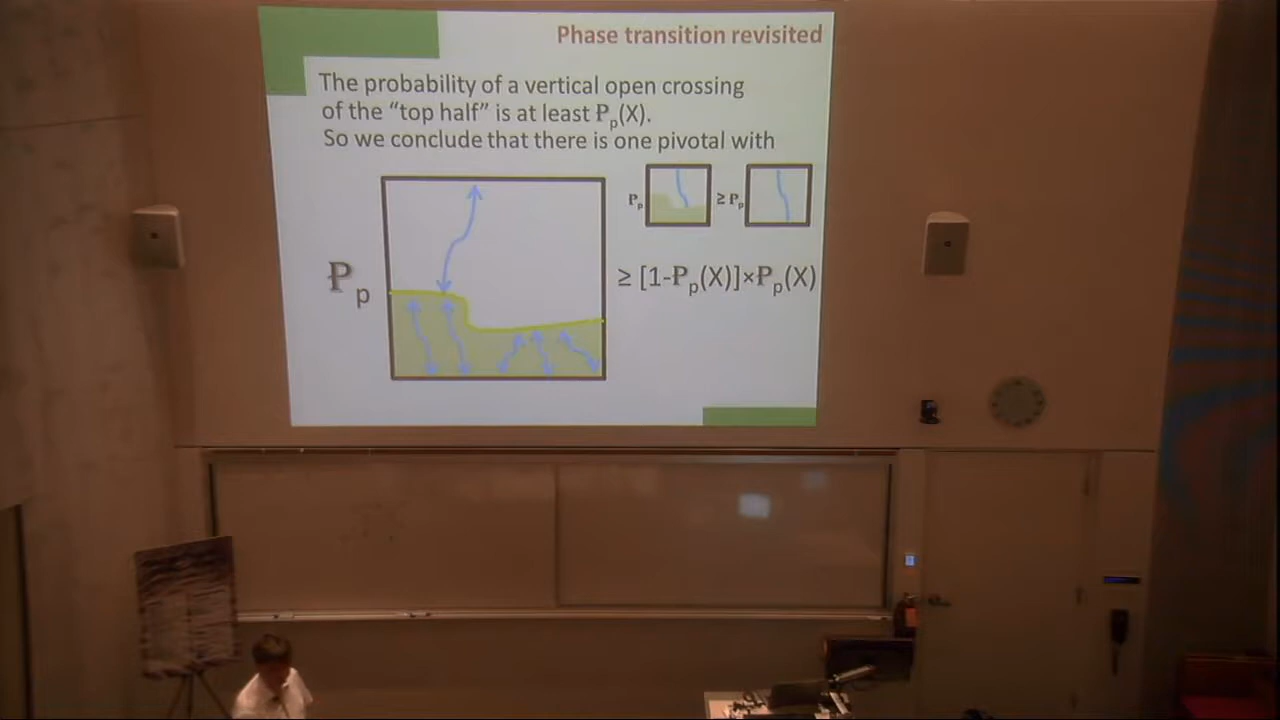 Phase transition revisited
The probability of a vertical open crossing
of the “top half” is at least ℙp(X).
So we conclude that there is one pivotal with
ℙp ≥ ℙp
ℙp ≥ [1-ℙp(X)]×ℙp(X)